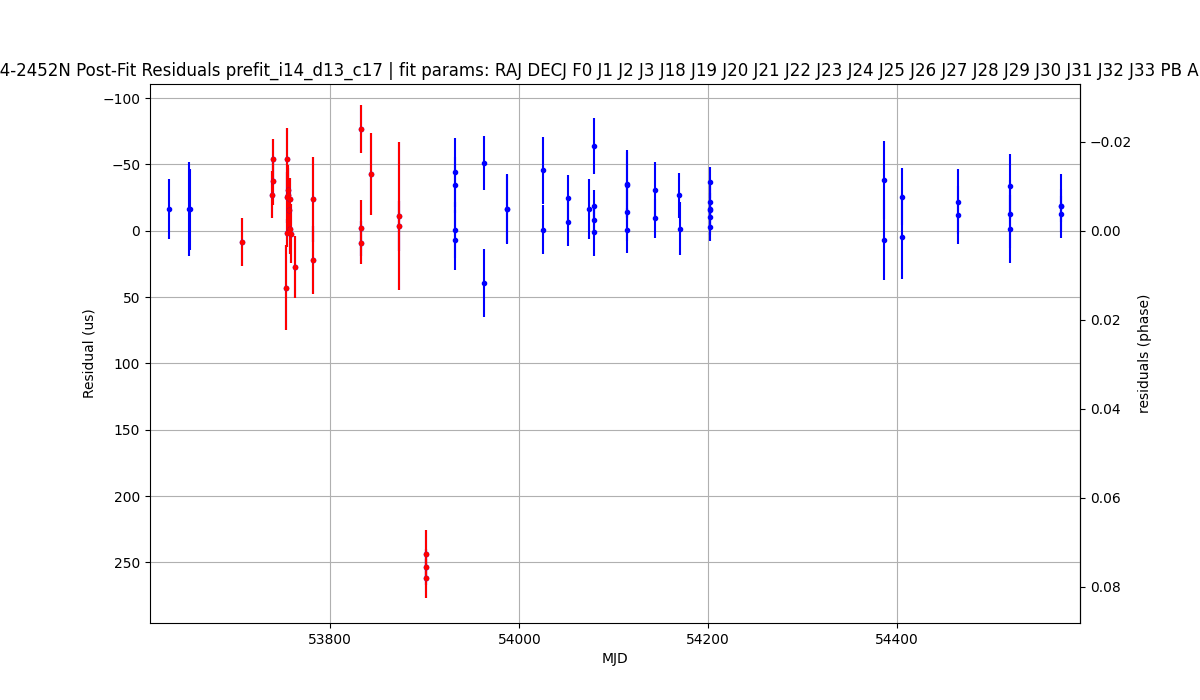 4-2452N Post-Fit Residuals prefit_i14_d13_c17 | fit params: RAJ DECJ F0 J1 J2 J3 J18 J19 J20 J21 J22 J23 J24 J25 J26 J27 J28 J29 J30 J31 J32 J33 PB A
−100
−50
0
50
100
150
200
250
Residual (us)
−0.02
0.00
0.02
0.04
0.06
0.08
residuals (phase)
53800 54000 54200 54400
MJD